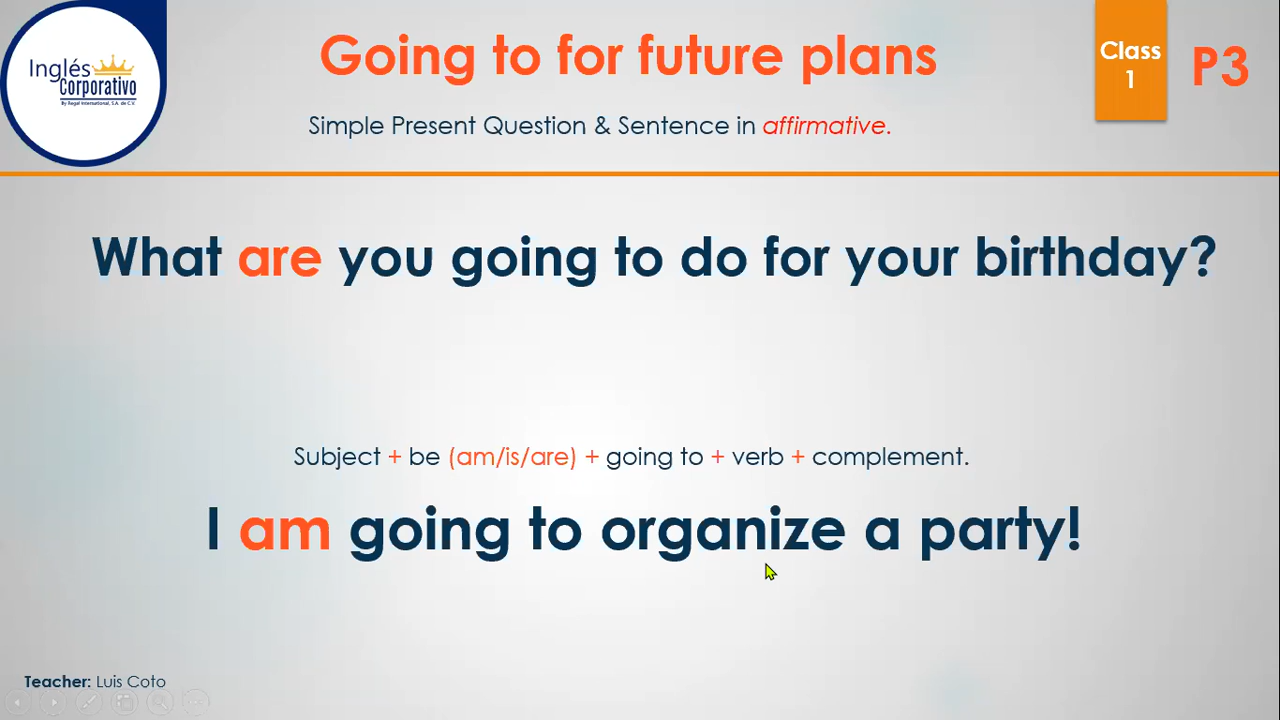 Inglés
Corporativo
By Regal International, S.A. de C.V.
Going to for future plans
Class
1
P3
Simple Present Question & Sentence in affirmative.
What are you going to do for your birthday?
Subject + be (am/is/are) + going to + verb + complement.
I am going to organize a party!
Teacher: Luis Coto